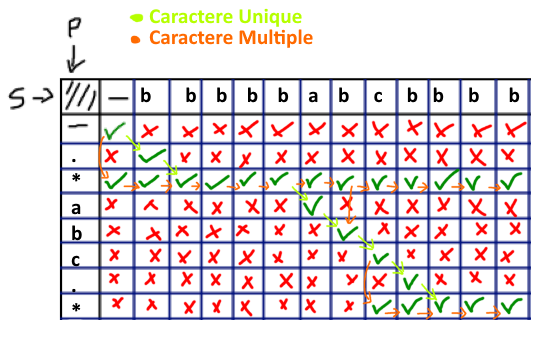 Caractere Unique
Caractere Multiple
P
S — b b b b b a b c b b b b
—
.
*
a
b
c
.
*